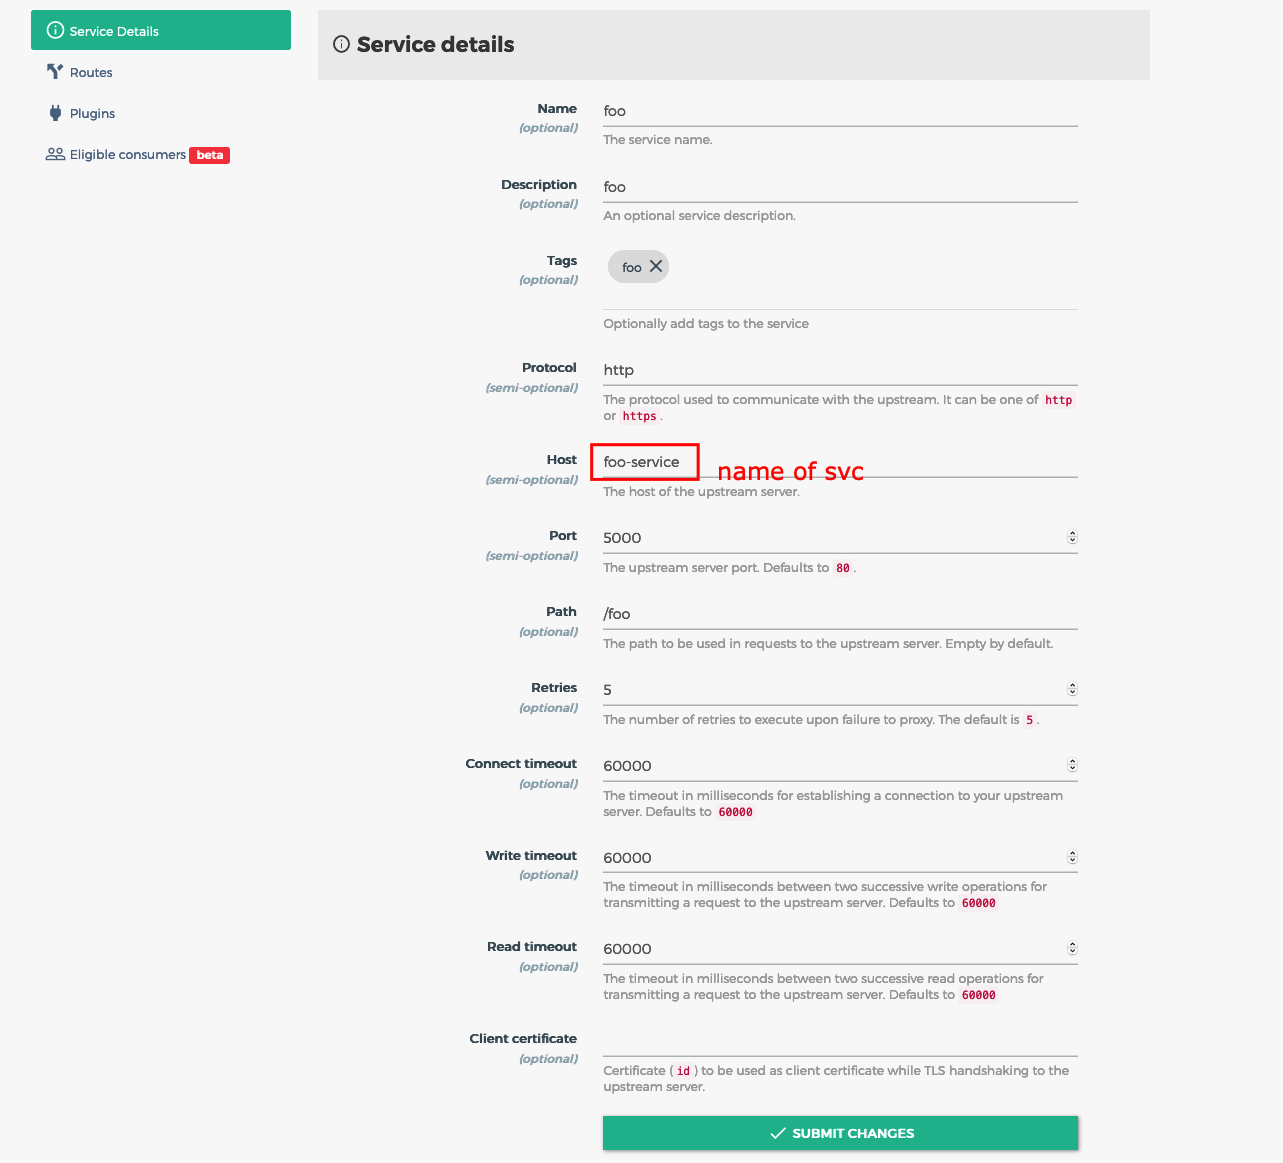 Service Details
Routes
Plugins
Eligible consumers beta
Service details
Name
(optional)
foo
The service name.
Description
(optional)
foo
An optional service description.
Tags
(optional)
foo
Optionally add tags to the service
Protocol
(semi-optional)
http
The protocol used to communicate with the upstream. It can be one of http
or https.
Host
(semi-optional)
foo-service
name of svc
The host of the upstream server.
Port
(semi-optional)
5000
The upstream server port. Defaults to 80.
Path
(optional)
/foo
The path to be used in requests to the upstream server. Empty by default.
Retries
(optional)
5
The number of retries to execute upon failure to proxy. The default is 5.
Connect timeout
(optional)
60000
The timeout in milliseconds for establishing a connection to your upstream
server. Defaults to 60000
Write timeout
(optional)
60000
The timeout in milliseconds between two successive write operations for
transmitting a request to the upstream server. Defaults to 60000
Read timeout
(optional)
60000
The timeout in milliseconds between two successive read operations for
transmitting a request to the upstream server. Defaults to 60000
Client certificate
(optional)
Certificate ( id ) to be used as client certificate while TLS handshaking to the
upstream server.
SUBMIT CHANGES